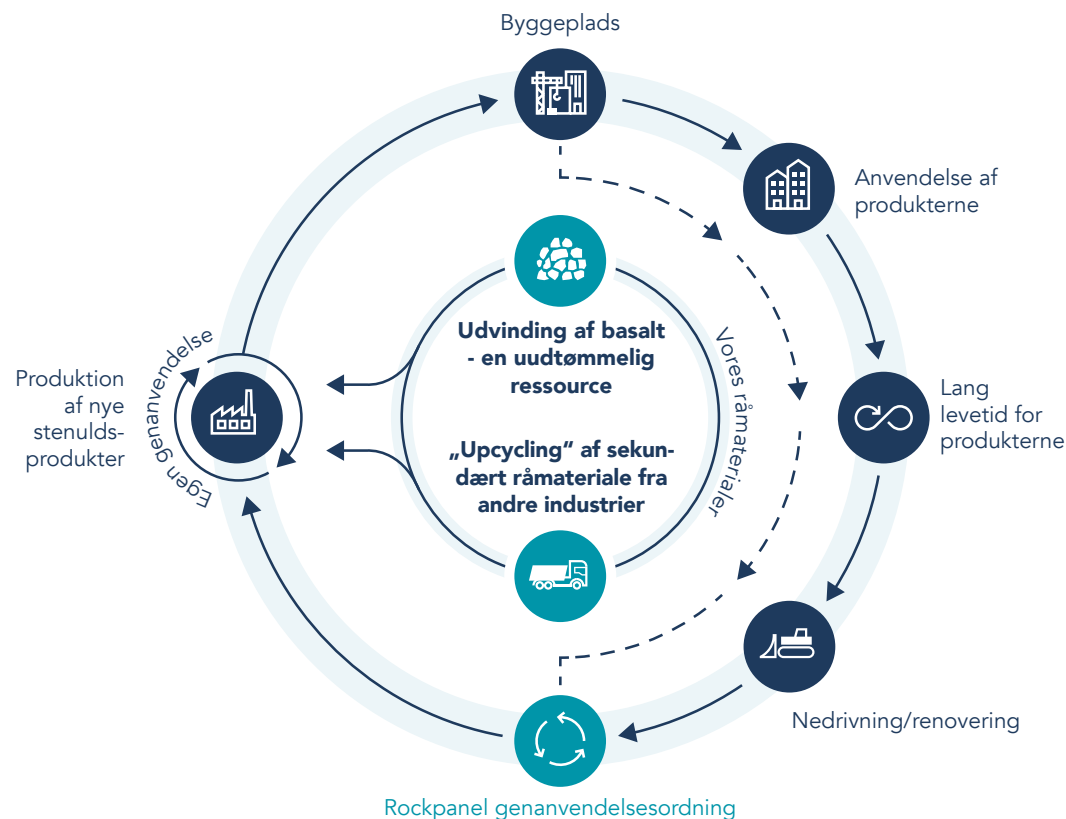 Byggeplads
Anvendelse af
produkterne
Udvinding af basalt
- en uudtømmelig
ressource
Vores råmaterialer
Egen genanvendelse
Produktion
af nye
stenulds-
produkter
Lang
levetid for
produkterne
„Upcycling“ af sekun-
dært råmateriale fra
andre industrier
Nedrivning/renovering
Rockpanel genanvendelsesordning